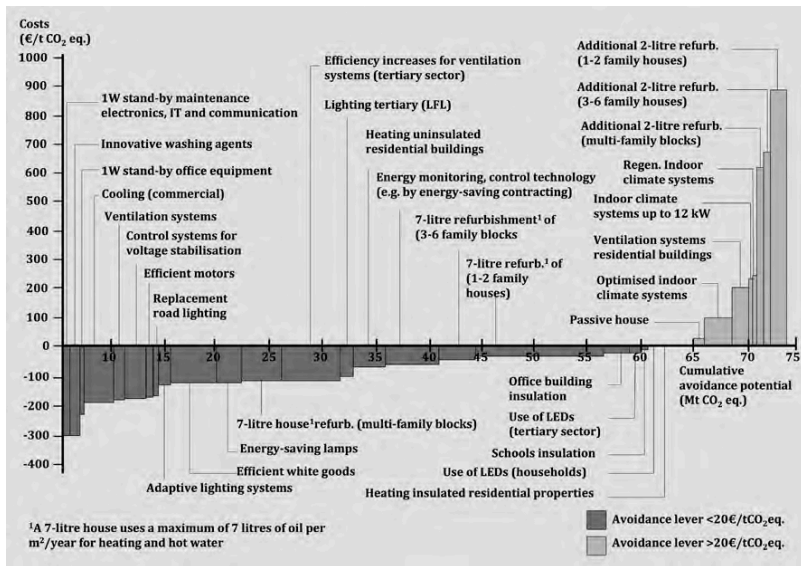 Costs
(€/t CO2 eq.)
1000
900
800
700
600
500
400
300
200
100
0
-100
-200
-300
-400
1W stand-by maintenance
electronics, IT and communication
Innovative washing agents
1W stand-by office equipment
Cooling (commercial)
Ventilation systems
Control systems for
voltage stabilisation
Efficient motors
Replacement
road lighting
Efficiency increases for ventilation
systems (tertiary sector)
Lighting tertiary (LFL)
Heating uninsulated
residential buildings
Energy monitoring, control technology
(e.g. by energy-saving contracting)
7-litre refurbishment¹ of
(3-6 family blocks
7-litre refurb.¹ of
(1-2 family
houses)
Additional 2-litre refurb.
(1-2 family houses)
Additional 2-litre refurb.
(3-6 family houses)
Additional 2-litre refurb.
(multi-family blocks)
Regen. Indoor
climate systems
Indoor climate
systems up to 12 kW
Ventilation systems
residential buildings
Optimised indoor
climate systems
Passive house
10 15 20 25 30 35 40 45 50 55 60 65 70 75
Cumulative
avoidance potential
(Mt CO2 eq.)
Office building
insulation
7-litre house¹refurb. (multi-family blocks)
Use of LEDs
(tertiary sector)
Energy-saving lamps
Schools insulation
Efficient white goods
Use of LEDs (households)
Adaptive lighting systems
Heating insulated residential properties
¹A 7-litre house uses a maximum of 7 litres of oil per
m²/year for heating and hot water
Avoidance lever <20€/tCO2eq.
Avoidance lever >20€/tCO2eq.